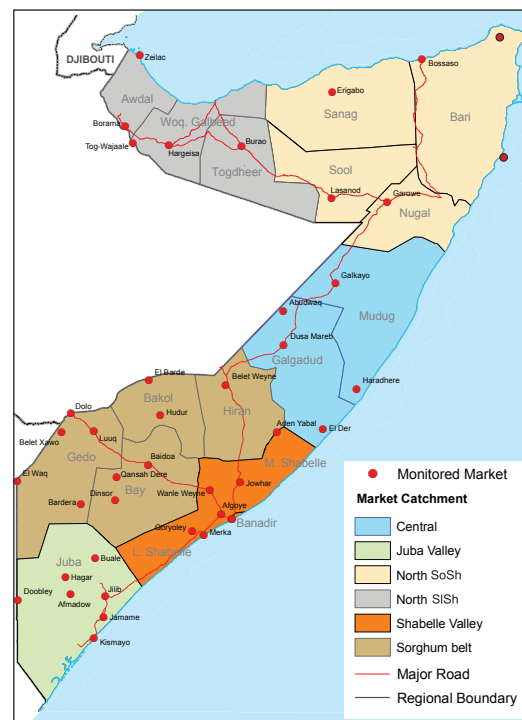 DJIBOUTI
Zeilac
Bossaso
Awdal
Erigabo
Sanag
Bari
Borama
Woq. Galbeed
Tog-Wajaale
Hargeisa
Burao
Togdheer
Sool
Lasanod
Garowe
Nugal
Galkayo
Abudwaq
Mudug
Dusa Mareb
Galgadud
El Barde
Belet Weyne
Haradhere
Bakol
Hiran
Dolo
Hudur
Aden Yabal
El Der
Belet Xawo
Luuq
Gedo
M. Shabelle
El Waq
Baidoa
Qansah Dere
Dinsor
Bay
Wanle Weyne
Jowhar
Bardera
Afgoye
Banadir
Qoryoley
Merka
L. Shabelle
Juba
Buale
Hagar
Doobley
Afmadow
Jilib
Jamame
Kismayo
Monitored Market
Market Catchment
Central
Juba Valley
North SoSh
North SlSh
Shabelle Valley
Sorghum belt
Major Road
Regional Boundary